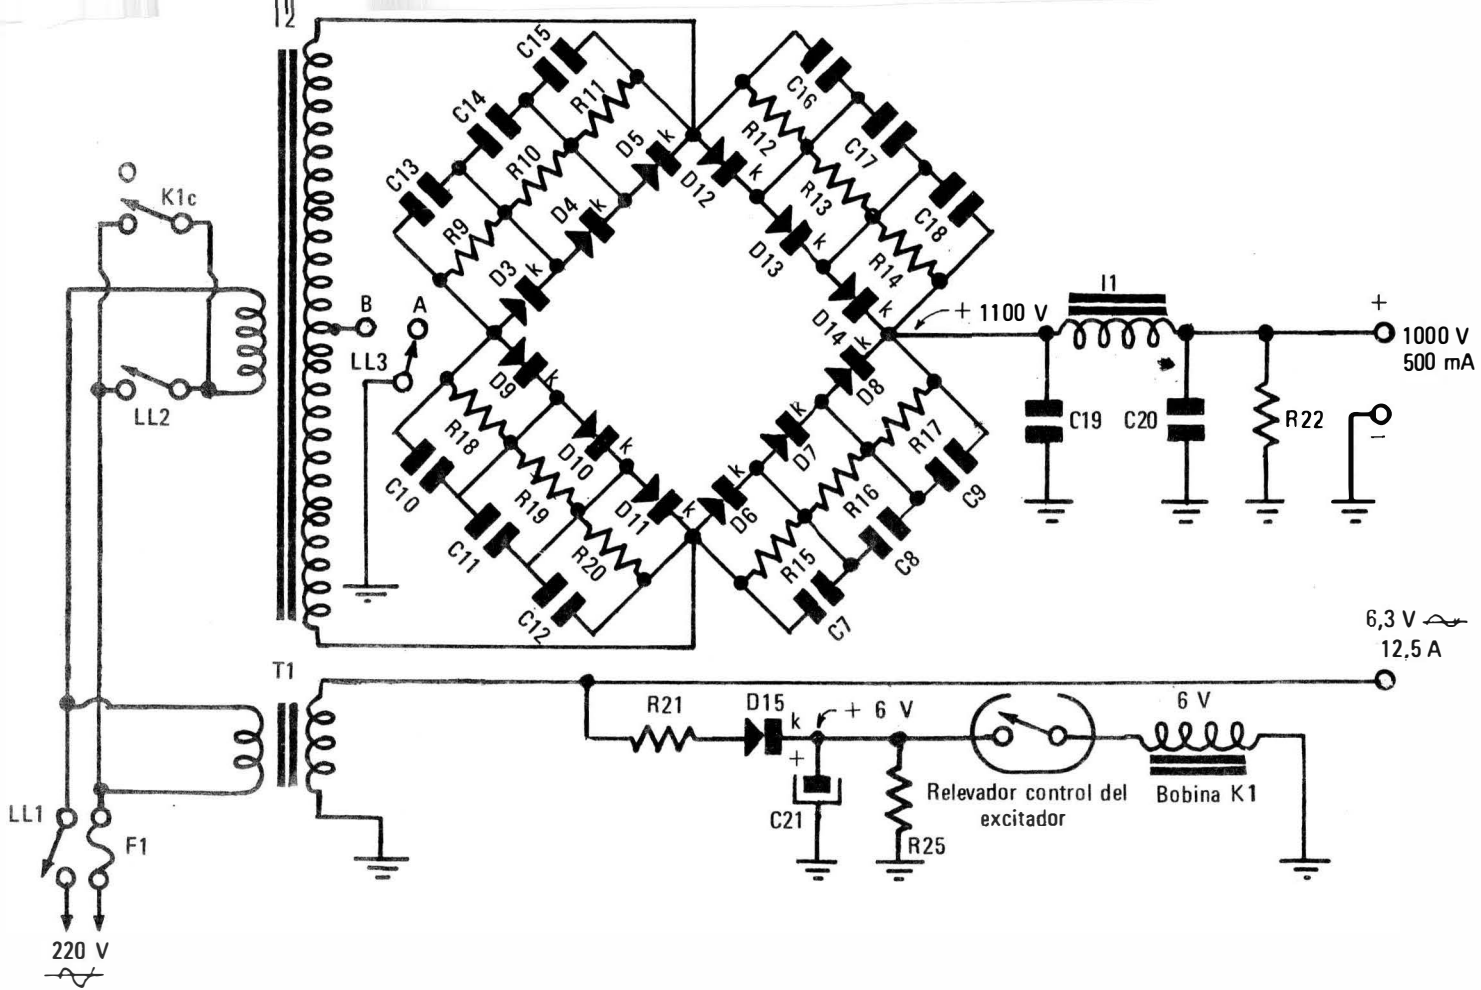 T2
C15
C14
C13
R11
R10
R9
D5
k
D4
k
D3
k
C16
C17
C18
R12
R13
R14
D12
k
D13
k
D14
k
O
K1c
LL2
B
A
LL3
+ 1100 V
I1
+
1000 V
500 mA
C19
C20
R22
−
D9
k
D10
k
D11
k
R18
R19
R20
C10
C11
C12
D8
k
D7
k
D6
k
R17
R16
R15
C9
C8
C7
6,3 V
12,5 A
T1
R21
D15
k
+ 6 V
+
C21
R25
Relevador control del
excitador
6 V
Bobina K1
LL1
F1
220 V